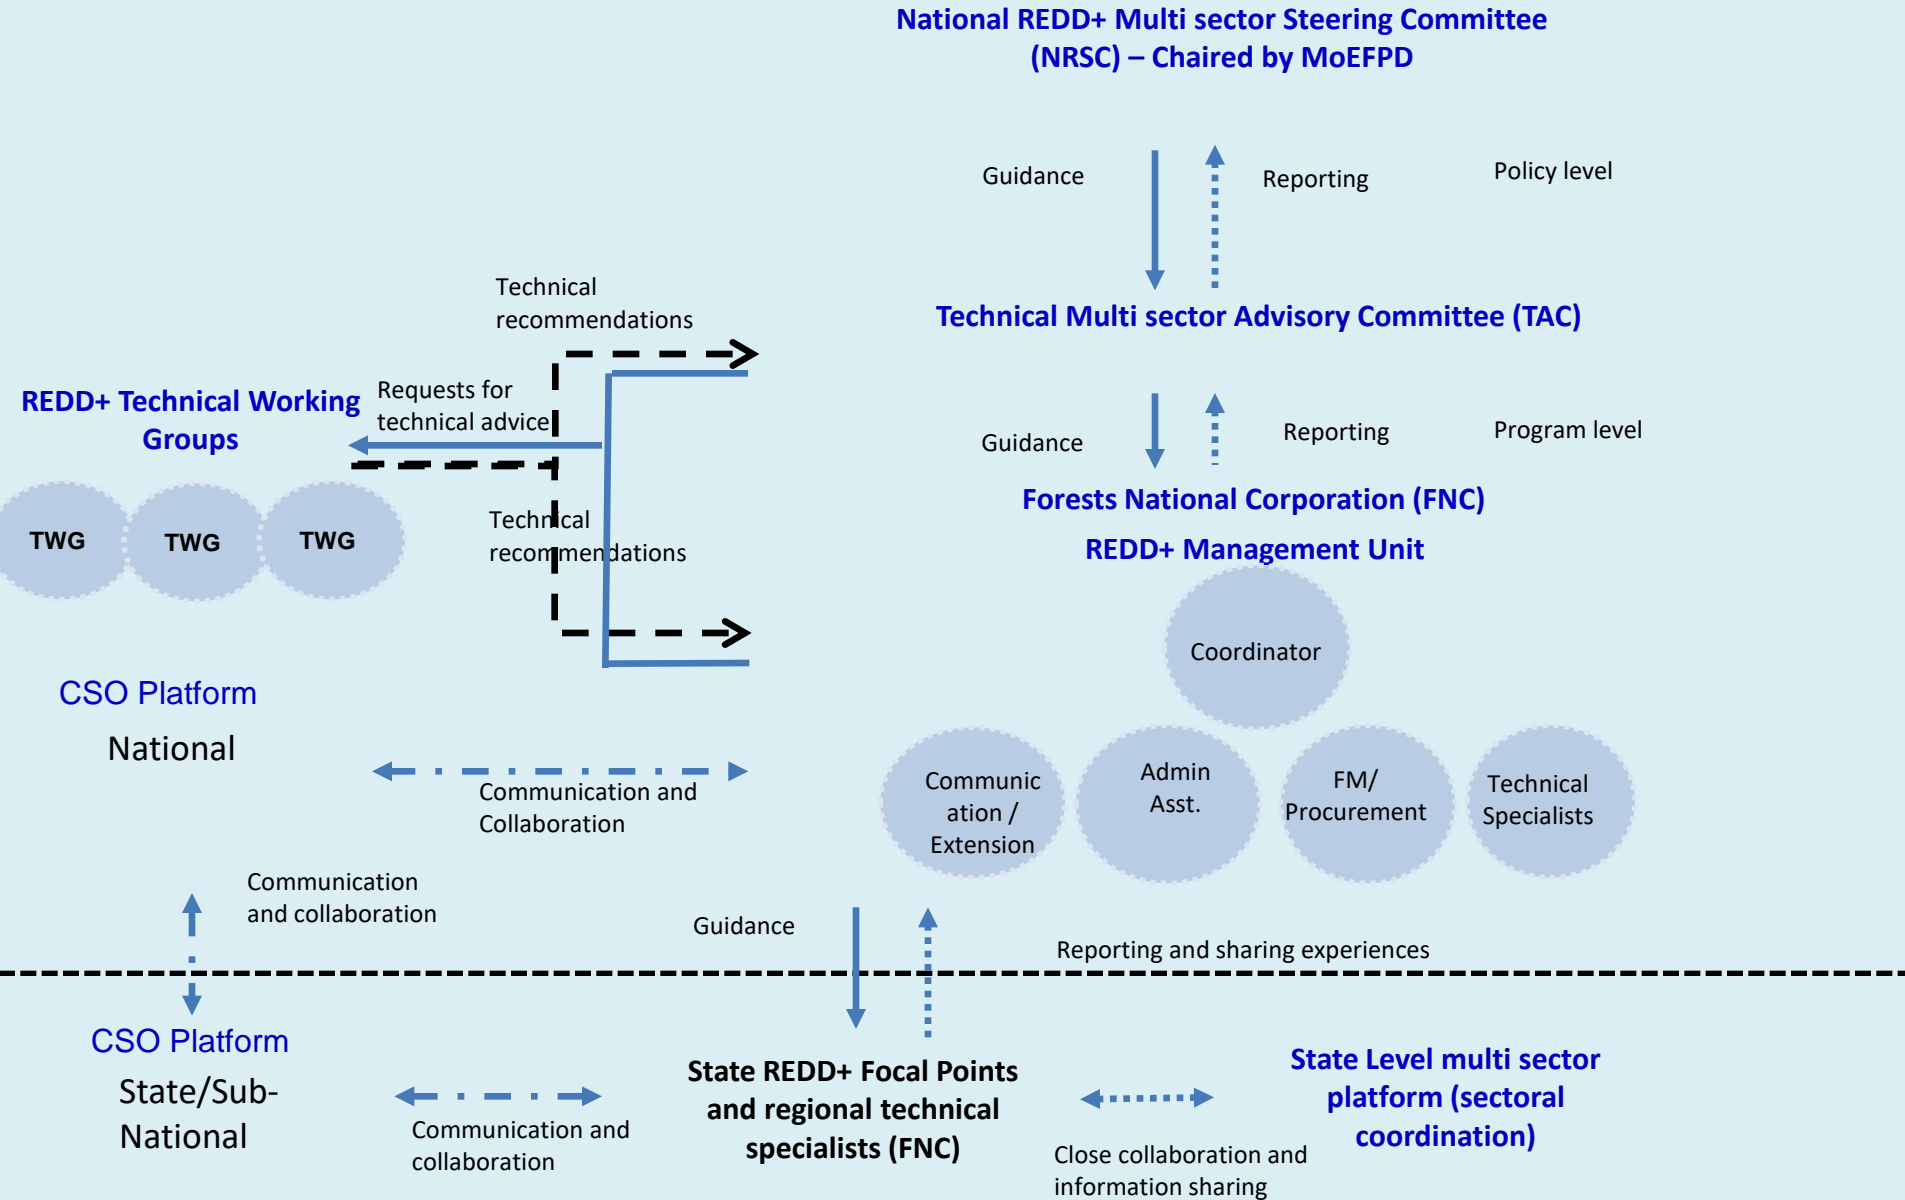 National REDD+ Multi sector Steering Committee
(NRSC) – Chaired by MoEFPD
Guidance
Reporting
Policy level
Technical
recommendations
Technical Multi sector Advisory Committee (TAC)
REDD+ Technical Working
Groups
Requests for
technical advice
Guidance
Reporting
Program level
Forests National Corporation (FNC)
REDD+ Management Unit
TWG
TWG
TWG
Technical
recommendations
Coordinator
CSO Platform
National
Communication and
Collaboration
Communic
ation /
Extension
Admin
Asst.
FM/
Procurement
Technical
Specialists
Communication
and collaboration
Guidance
Reporting and sharing experiences
CSO Platform
State/Sub-
National
Communication and
collaboration
State REDD+ Focal Points
and regional technical
specialists (FNC)
Close collaboration and
information sharing
State Level multi sector
platform (sectoral
coordination)